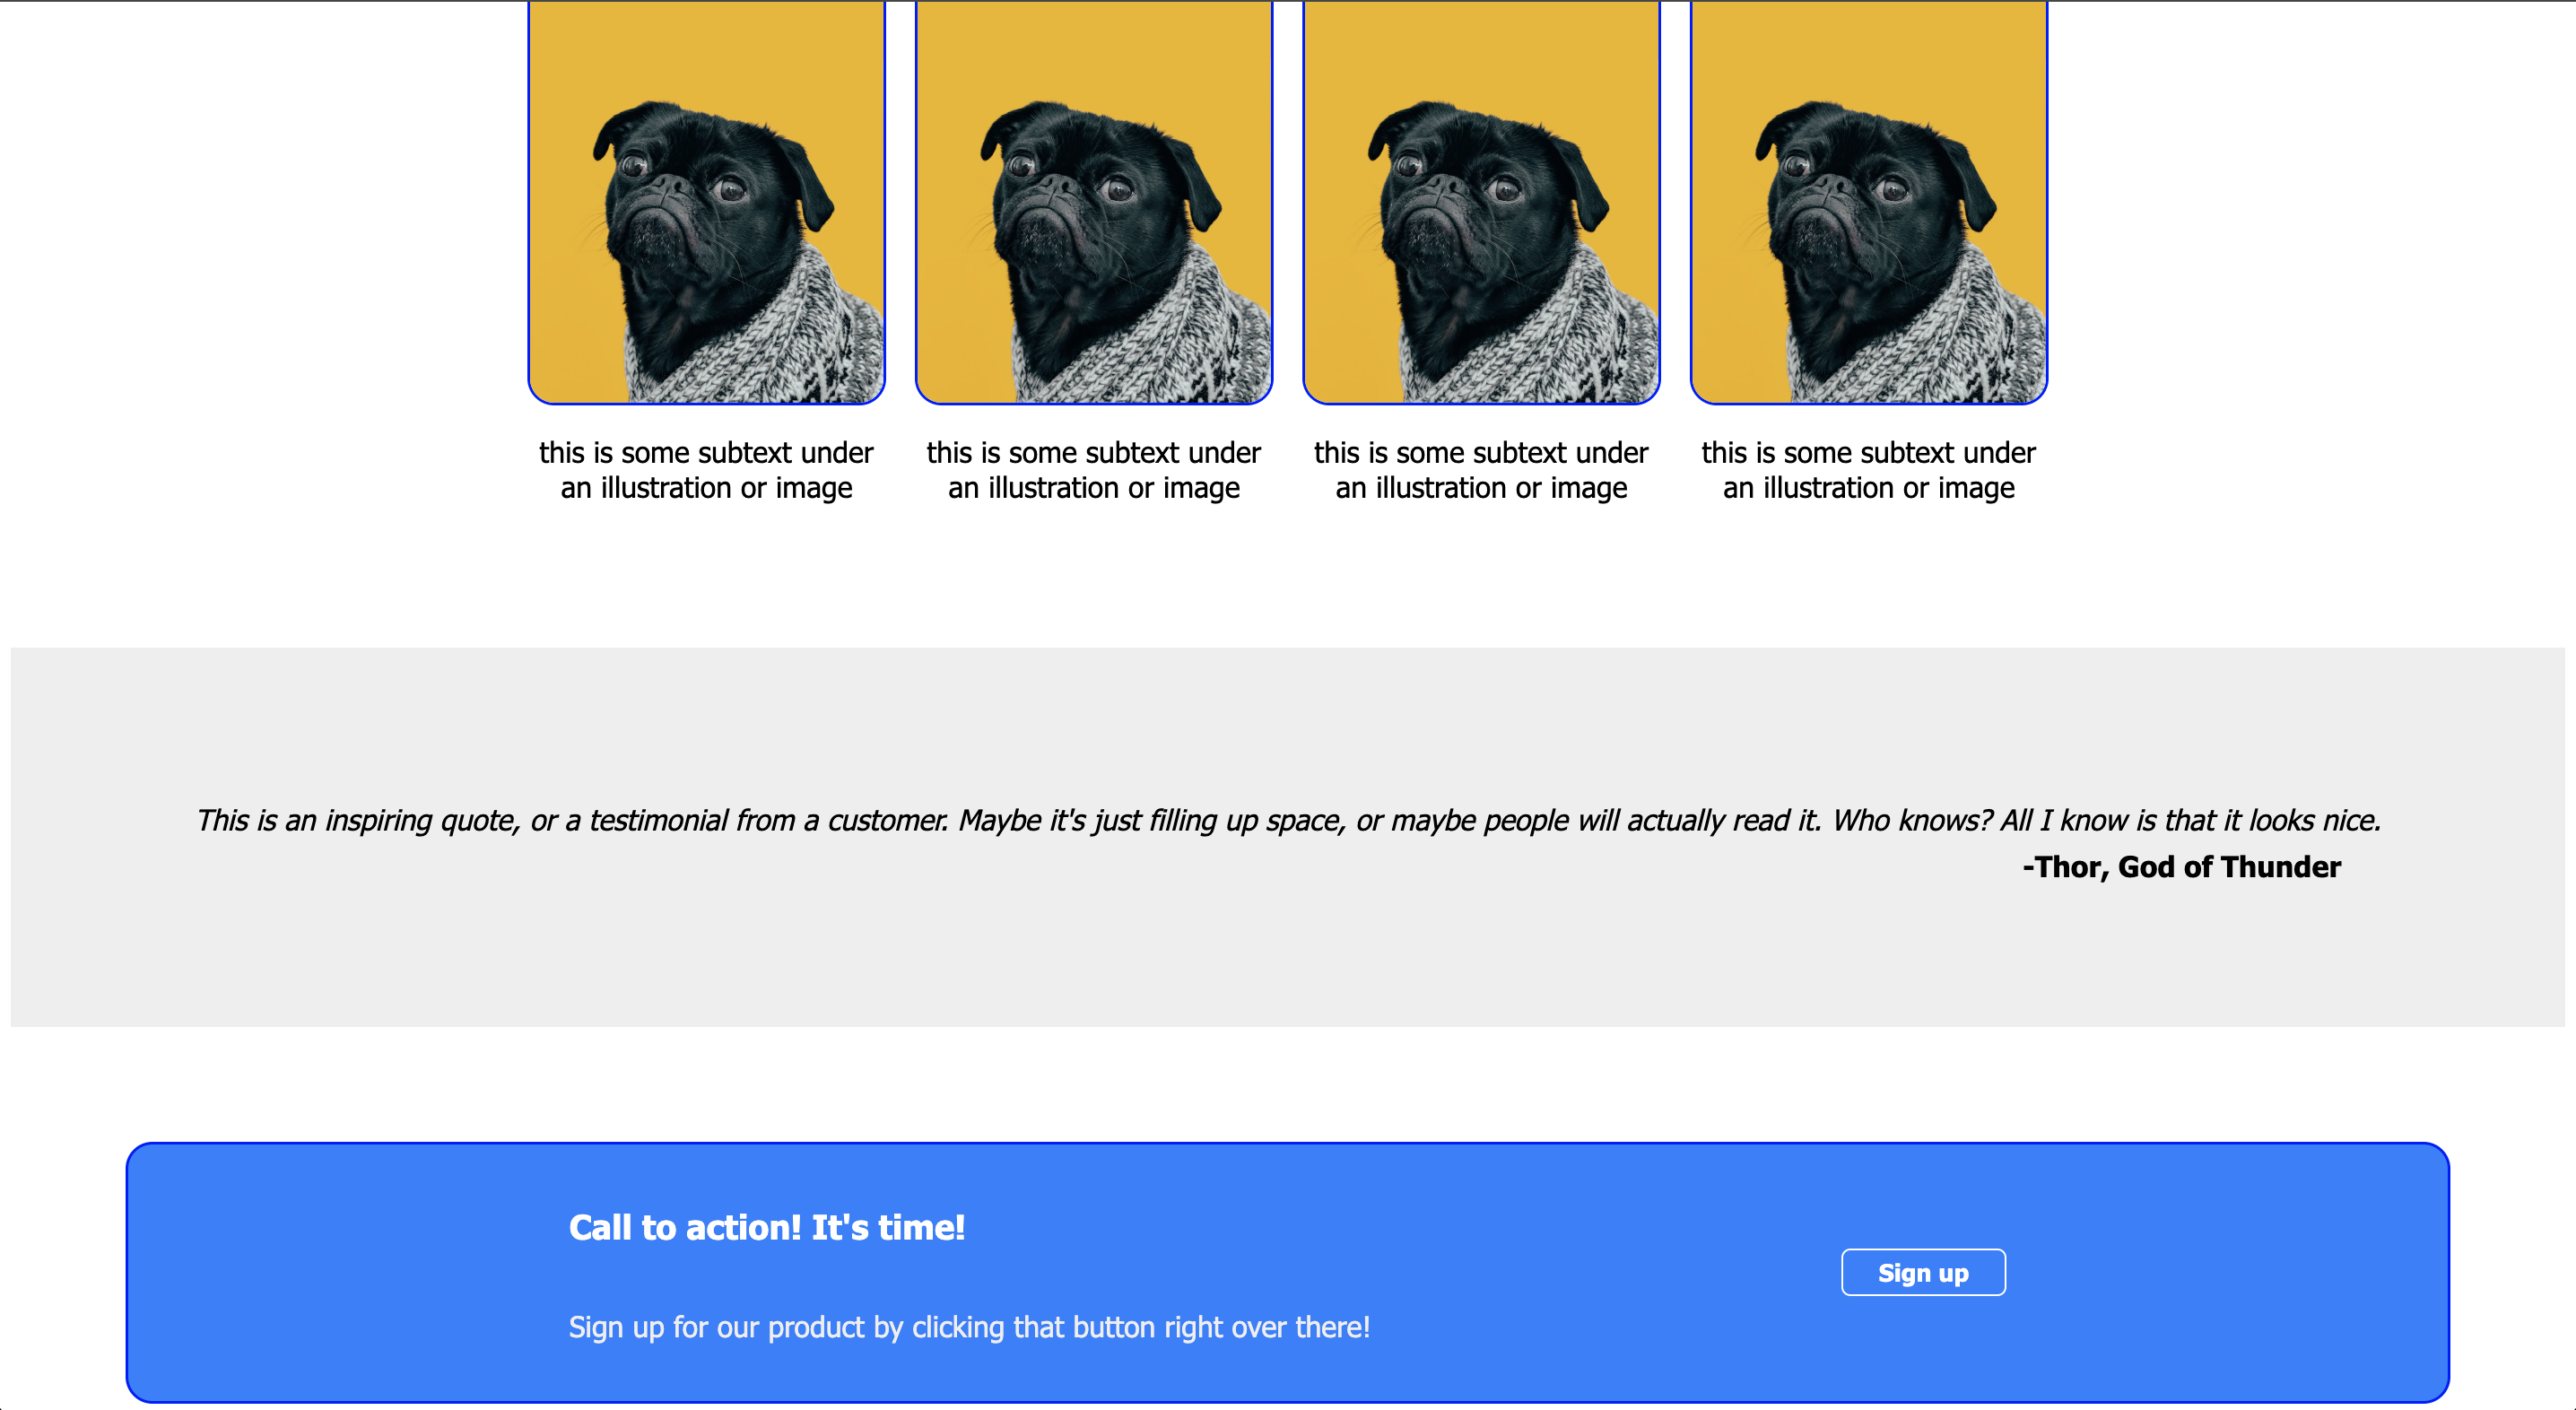 this is some subtext under
an illustration or image
this is some subtext under
an illustration or image
this is some subtext under
an illustration or image
this is some subtext under
an illustration or image
This is an inspiring quote, or a testimonial from a customer. Maybe it's just filling up space, or maybe people will actually read it. Who knows? All I know is that it looks nice.
-Thor, God of Thunder
Call to action! It's time!
Sign up for our product by clicking that button right over there!
Sign up